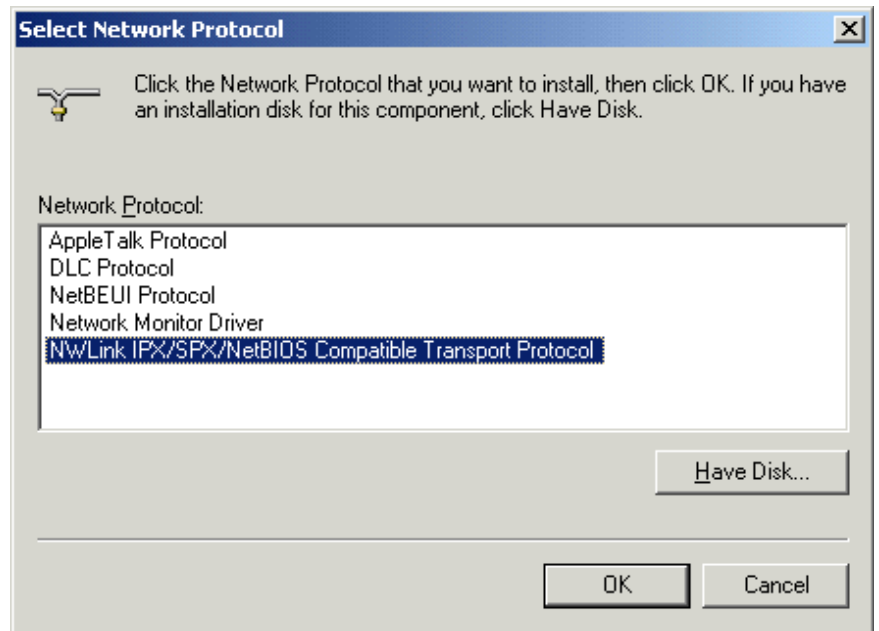 Select Network Protocol
Click the Network Protocol that you want to install, then click OK. If you have
an installation disk for this component, click Have Disk.
Network Protocol:
AppleTalk Protocol
DLC Protocol
NetBEUI Protocol
Network Monitor Driver
NWLink IPX/SPX/NetBIOS Compatible Transport Protocol
Have Disk...
OK
Cancel